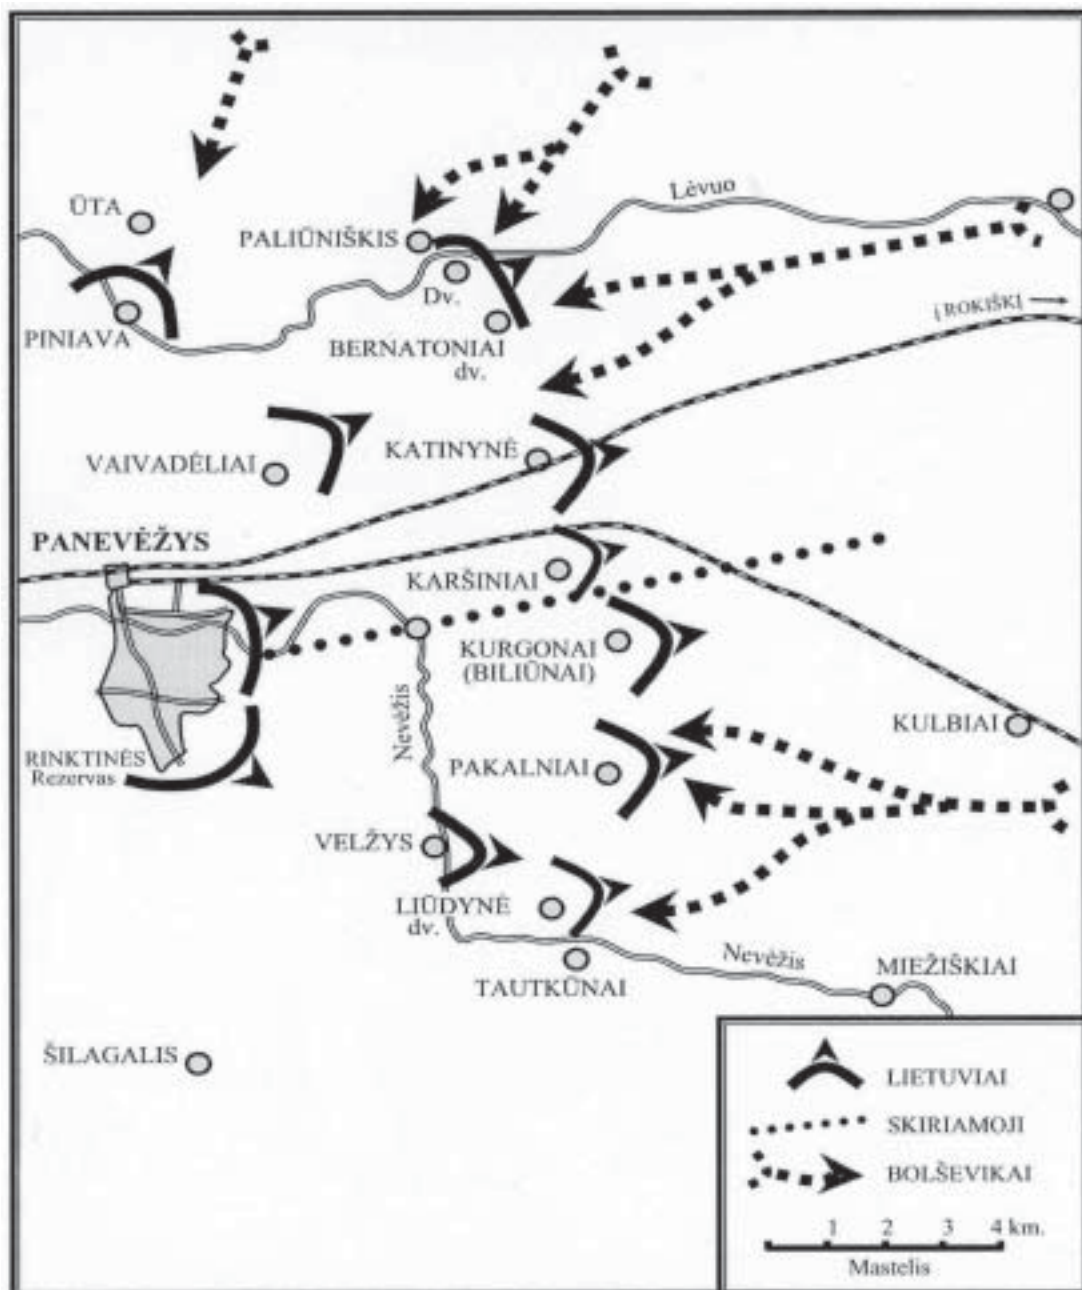 Lėvuo
ŪTA
PALIŪNIŠKIS
Dv.
Į ROKIŠKĮ
PINIAVA
BERNATONIAI
dv.
VAIVADĖLIAI
KATINYNĖ
PANEVĖŽYS
KARŠINIAI
KURGONAI
(BILIŪNAI)
Nevėžis
KULBIAI
RINKTINĖS
Rezervas
PAKALNIAI
VELŽYS
LIŪDYNĖ
dv.
Nevėžis
MIEŽIŠKIAI
TAUTKŪNAI
ŠILAGALIS
LIETUVIAI
SKIRIAMOJI
BOLŠEVIKAI
1 2 3 4 km.
Mastelis